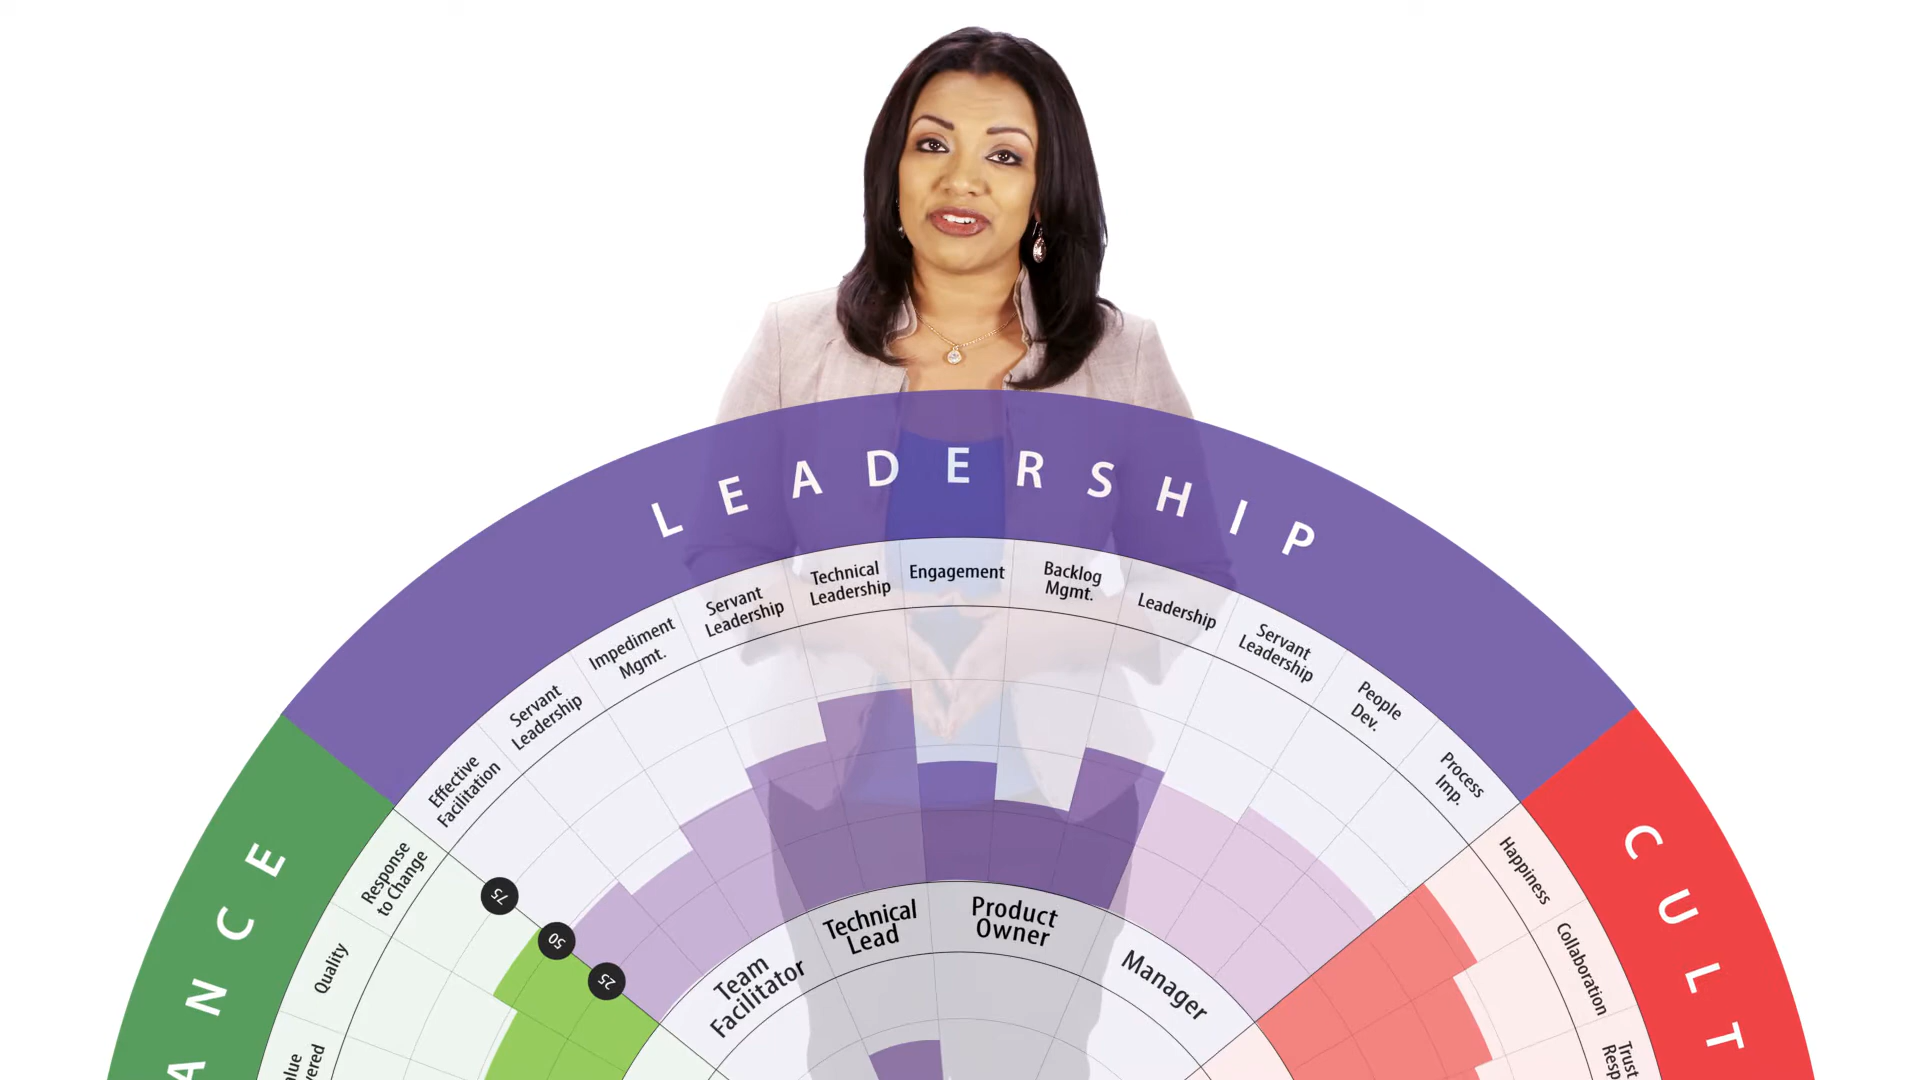 LEADERSHIP
Effective
Facilitation
Servant
Leadership
Impediment
Mgmt.
Servant
Leadership
Technical
Leadership
Engagement
Backlog
Mgmt.
Leadership
Servant
Leadership
People
Dev.
Process
Imp.
ANCE
Response
to Change
Quality
75
50
25
Team
Facilitator
Technical
Lead
Product
Owner
Manager
CULT
Happiness
Collaboration
Trust